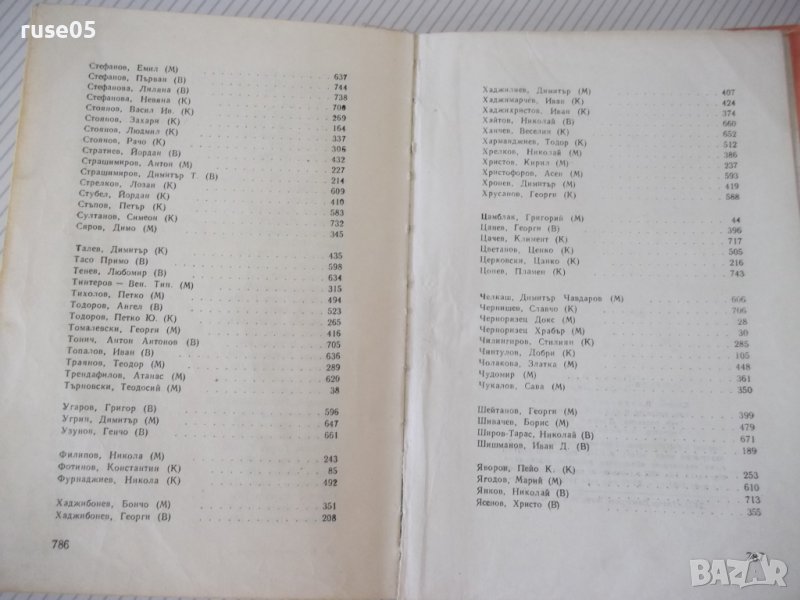 ruse05
Стефанов, Емил (М) 637
Стефанов, Първан (В) 744
Стефанова, Лиляна (В) 738
Стефанова, Невяна (К) 708
Стоянов, Васил Ив. (К) 269
Стоянов, Захари (К) 164
Стоянов, Людмил (К) 337
Стоянов, Рачо (К) 306
Стратиев, Йордан (В) 432
Страшимиров, Антон (М) 227
Страшимиров, Димитър Т. (В) 214
Стрелков, Лозан (К) 609
Стубел, Йордан (К) 410
Стъпов, Петър (К) 583
Султанов, Симеон (К) 732
Сяров, Димо (М) 345
Талев, Димитър (К) 435
Тасо Примо (В) 598
Тенев, Любомир (В) 634
Тинтеров — Вен. Тин. (М) 315
Тихолов, Петко (М) 494
Тодоров, Ангел (В) 523
Тодоров, Петко Ю. (К) 265
Томалевски, Георги (М) 416
Тонич, Антон Антонов (В) 705
Топалов, Иван (В) 636
Траянов, Теодор (М) 289
Трендафилов, Атанас (М) 620
Търновски, Теодосий (М) 38
Угаров, Григор (В) 596
Угрин, Димитър (М) 647
Узунов, Генчо (В) 661
Филипов, Никола (М) 243
Фотинов, Константин (К) 85
Фурнаджиев, Никола (К) 492
Хаджибонев, Бончо (М) 351
Хаджибонев, Георги (В) 208
786
Хаджилиев, Димитър (М) 407
Хаджимарчев, Иван (К) 424
Хаджихристов, Иван (К) 374
Хайтов, Николай (В) 660
Ханчев, Веселин (К) 652
Харманджиев, Тодор (К) 512
Хрелков, Николай (М) 386
Христов, Кирил (М) 237
Христофоров, Асен (М) 593
Хронев, Димитър (М) 419
Хрусанов, Георги (К) 588
Цамблак, Григорий (М) 44
Цанев, Георги (В) 396
Цачев, Климент (К) 717
Цветанов, Ценко (К) 505
Церковски, Цанко (К) 216
Цонев, Пламен (К) 743
Челкаш, Димитър Чавдаров (М) 606
Чернишев, Славчо (К) 706
Черноризец Докс (М) 28
Черноризец Храбър (М) 30
Чилингиров, Стилиян (К) 285
Чинтулов, Добри (К) 105
Чолакова, Златка (М) 448
Чудомир (М) 361
Чукалов, Сава (М) 350
Шейтанов, Георги (М) 399
Шивачев, Борис (М) 479
Широв-Тарас, Николай (В) 671
Шишманов, Иван Д. (В) 189
Яворов, Пейо К. (К) 253
Ягодов, Марий (М) 610
Янков, Николай (В) 713
Ясенов, Христо (В) 355
787
BAZAR